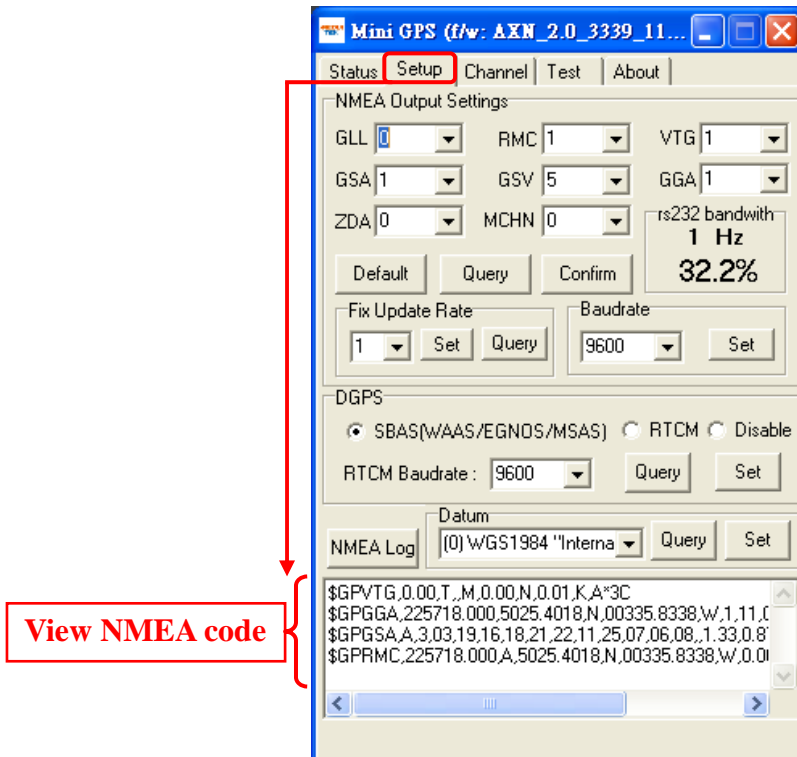 Mini GPS (f/w: AXN_2.0_3339_11...
Status Setup Channel Test About
NMEA Output Settings
GLL 0 RMC 1 VTG 1
GSA 1 GSV 5 GGA 1
ZDA 0 MCHN 0 rs232 bandwith
1 Hz
32.2%
Default Query Confirm
Fix Update Rate Baudrate
1 Set Query 9600 Set
DGPS
SBAS(WAAS/EGNOS/MSAS) RTCM Disable
RTCM Baudrate : 9600 Query Set
Datum
NMEA Log (0) WGS1984 "Interna Query Set
$GPVTG,0.00,T,,M,0.00,N,0.01,K,A*3C
$GPGGA,225718.000,5025.4018,N,00335.8338,W,1,11,
$GPGSA,A,3,03,19,16,18,21,22,11,25,07,06,08,,1.33,0.8
$GPRMC,225718.000,A,5025.4018,N,00335.8338,W,0.0
View NMEA code